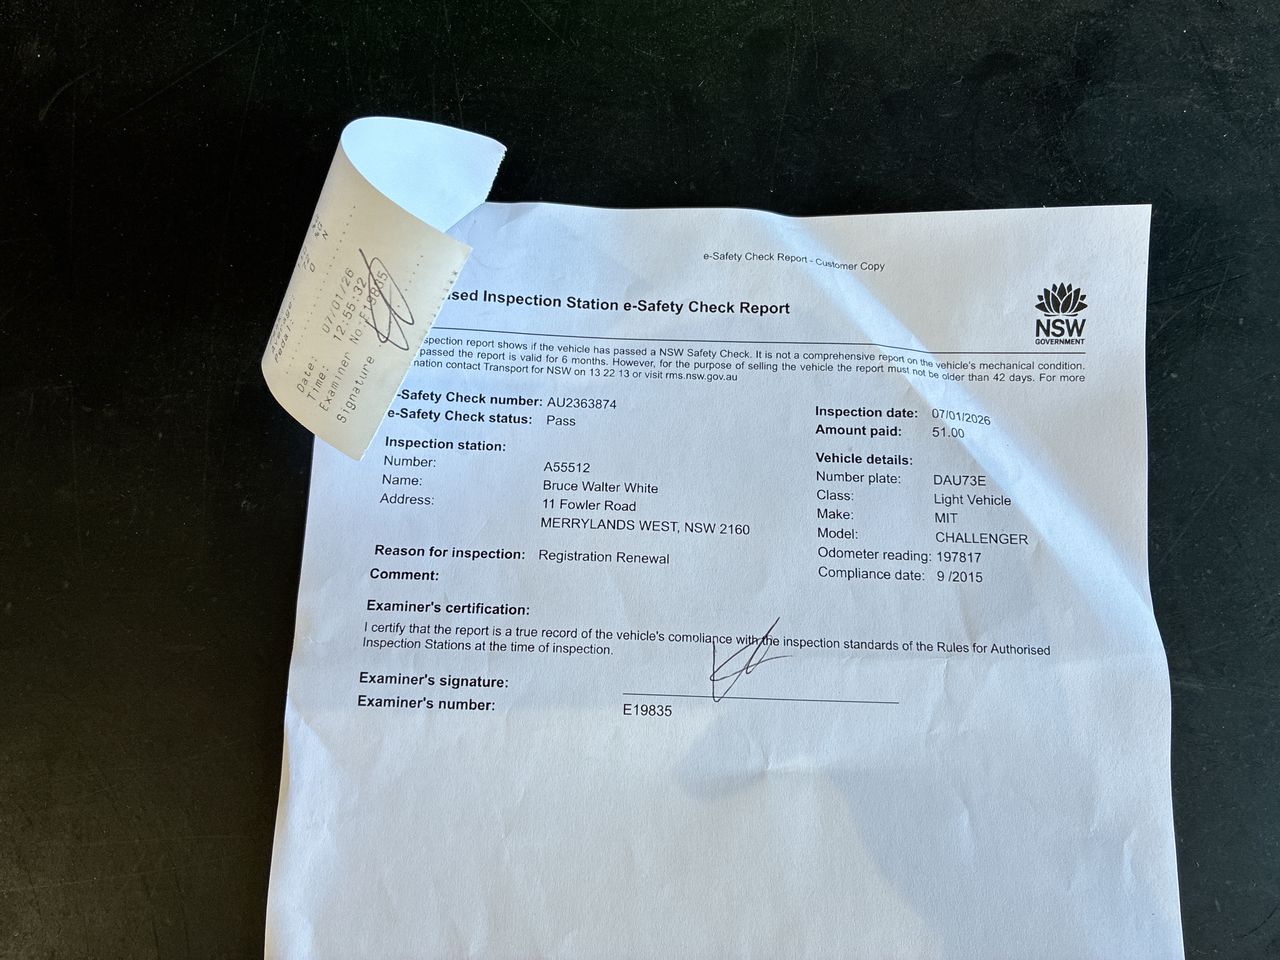 e-Safety Check Report - Customer Copy
Inspection Station e-Safety Check Report
NSW
GOVERNMENT
report shows if the vehicle has passed a NSW Safety Check. It is not a comprehensive report on the vehicle's mechanical condition.
passed the report is valid for 6 months. However, for the purpose of selling the vehicle the report must not be older than 42 days. For more
contact Transport for NSW on 13 22 13 or visit rms.nsw.gov.au
-Safety Check number: AU2363874
e-Safety Check status: Pass
Inspection date: 07/01/2026
Amount paid: 51.00
Inspection station:
Number: A55512
Name: Bruce Walter White
Address: 11 Fowler Road
MERRYLANDS WEST, NSW 2160
Vehicle details:
Number plate: DAU73E
Class: Light Vehicle
Make: MIT
Model: CHALLENGER
Odometer reading: 197817
Compliance date: 9 /2015
Reason for inspection: Registration Renewal
Comment:
Examiner's certification:
I certify that the report is a true record of the vehicle's compliance with the inspection standards of the Rules for Authorised
Inspection Stations at the time of inspection.
Examiner's signature:
Examiner's number: E19835
Date: 07/01/26
Time: 12:55:32
Examiner No:E19835
Signature